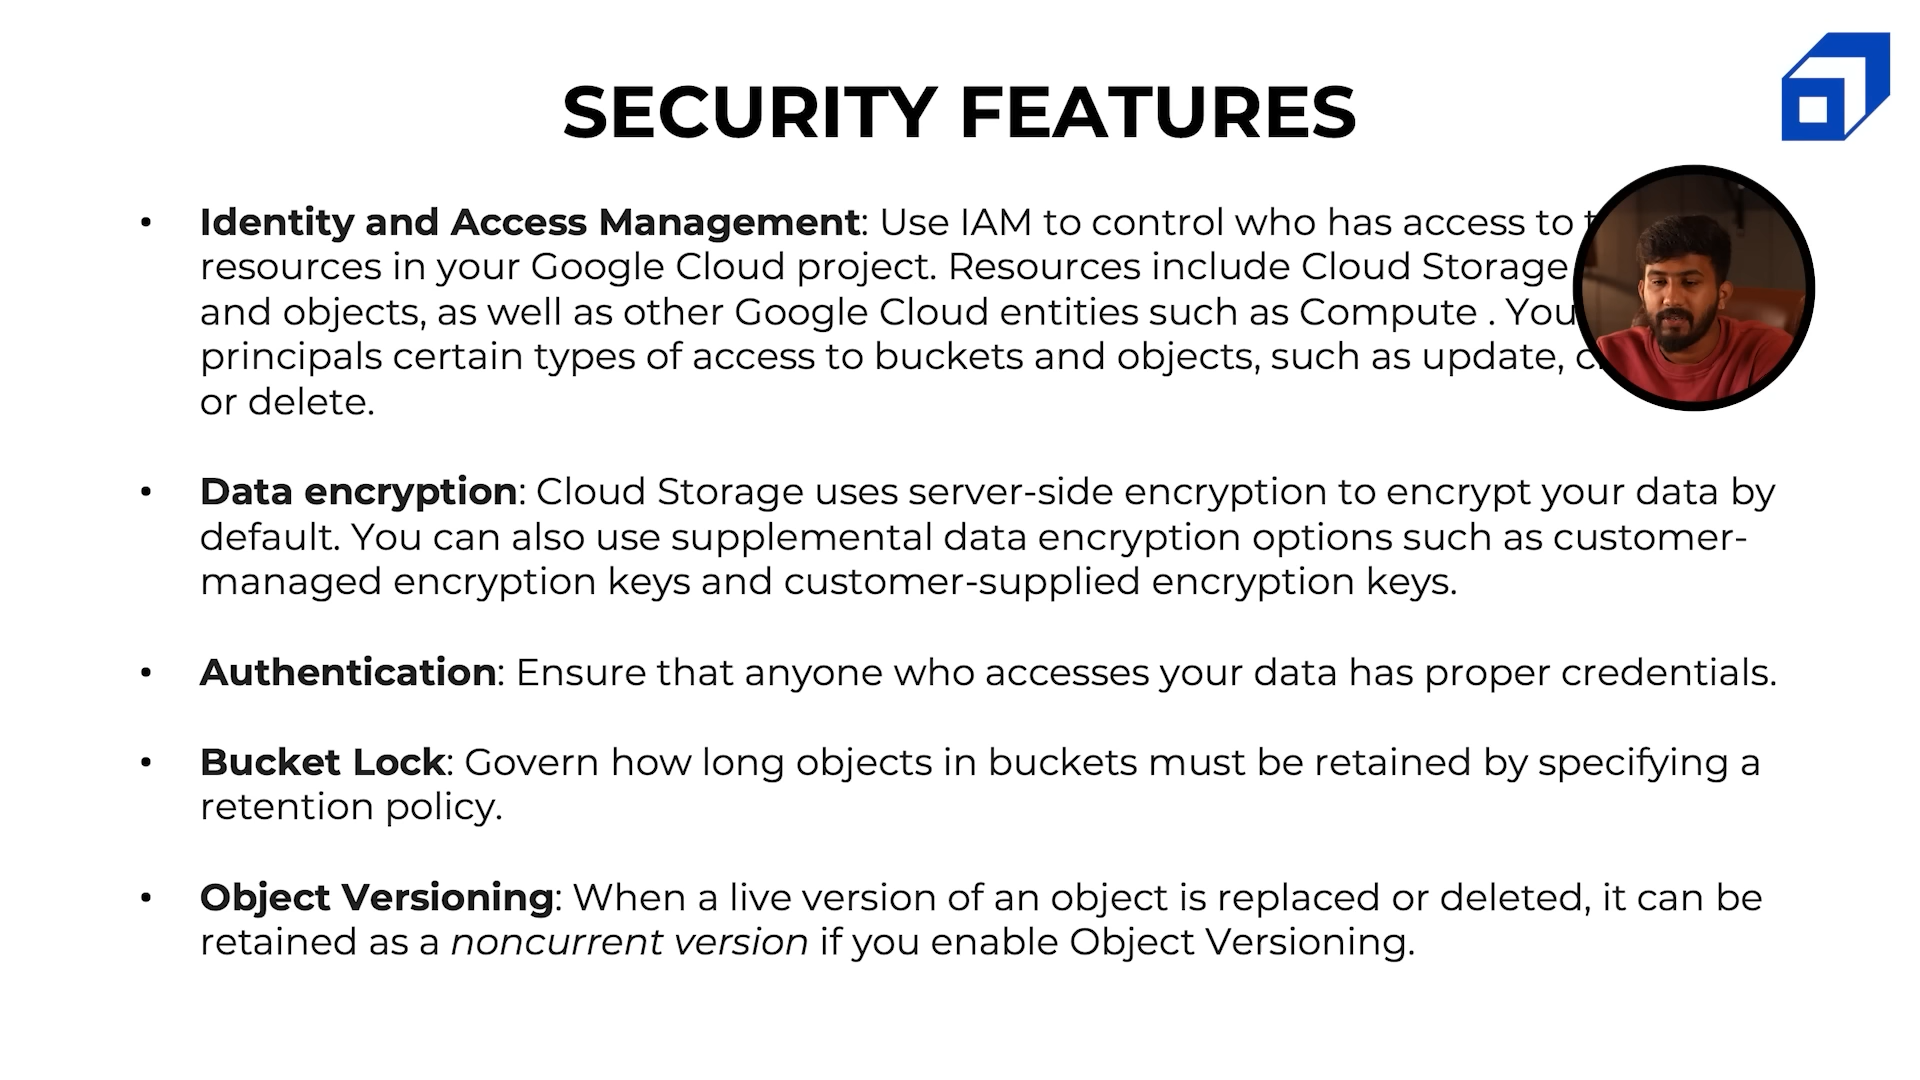 SECURITY FEATURES
• Identity and Access Management: Use IAM to control who has access to
resources in your Google Cloud project. Resources include Cloud Storage
and objects, as well as other Google Cloud entities such as Compute . You
principals certain types of access to buckets and objects, such as update,
or delete.
• Data encryption: Cloud Storage uses server-side encryption to encrypt your data by
default. You can also use supplemental data encryption options such as customer-
managed encryption keys and customer-supplied encryption keys.
• Authentication: Ensure that anyone who accesses your data has proper credentials.
• Bucket Lock: Govern how long objects in buckets must be retained by specifying a
retention policy.
• Object Versioning: When a live version of an object is replaced or deleted, it can be
retained as a noncurrent version if you enable Object Versioning.